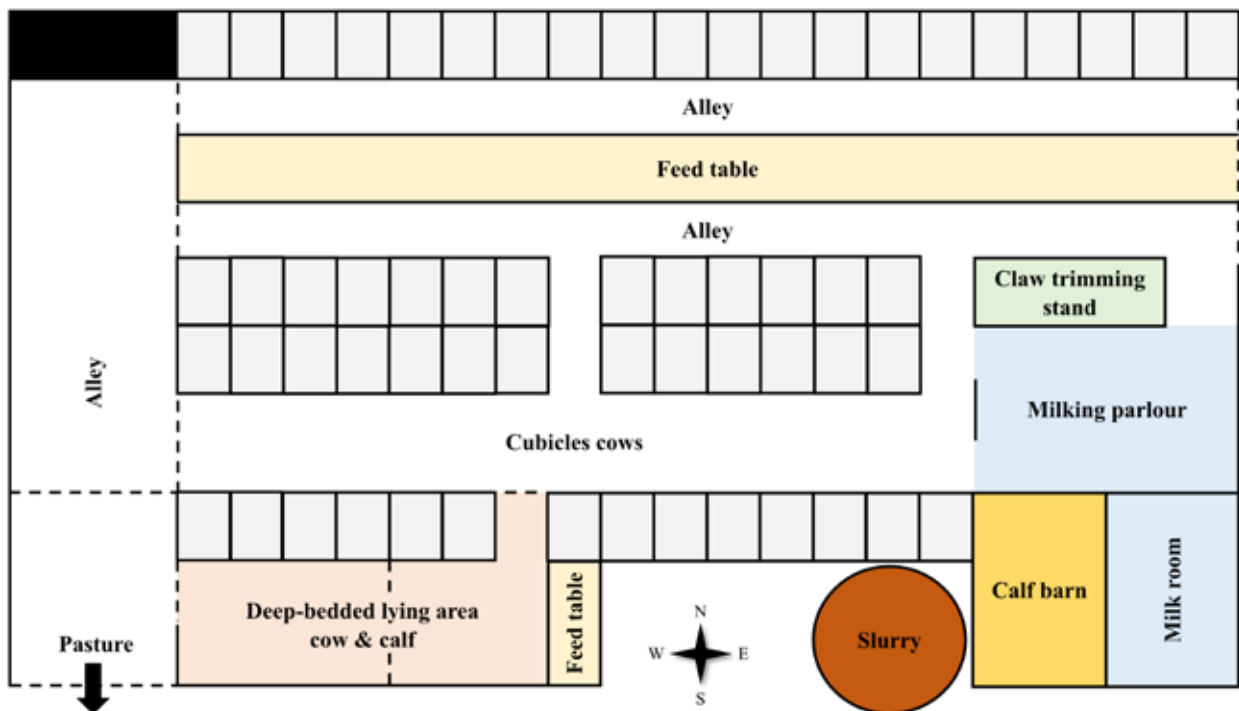 Alley
Feed table
Alley
Claw trimming
stand
Alley
Milking parlour
Cubicles cows
Deep-bedded lying area
cow & calf
Feed table
N
W
E
S
Slurry
Calf barn
Milk room
Pasture